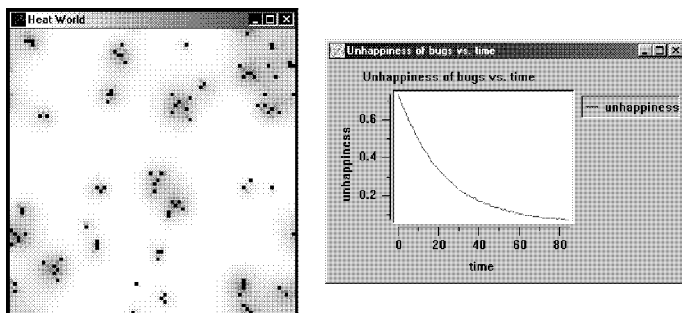 Heat World
Unhappiness of bugs vs. time
Unhappiness of bugs vs. time
unhappiness
0.6
0.4
0.2
unhappiness
0 20 40 60 80
time